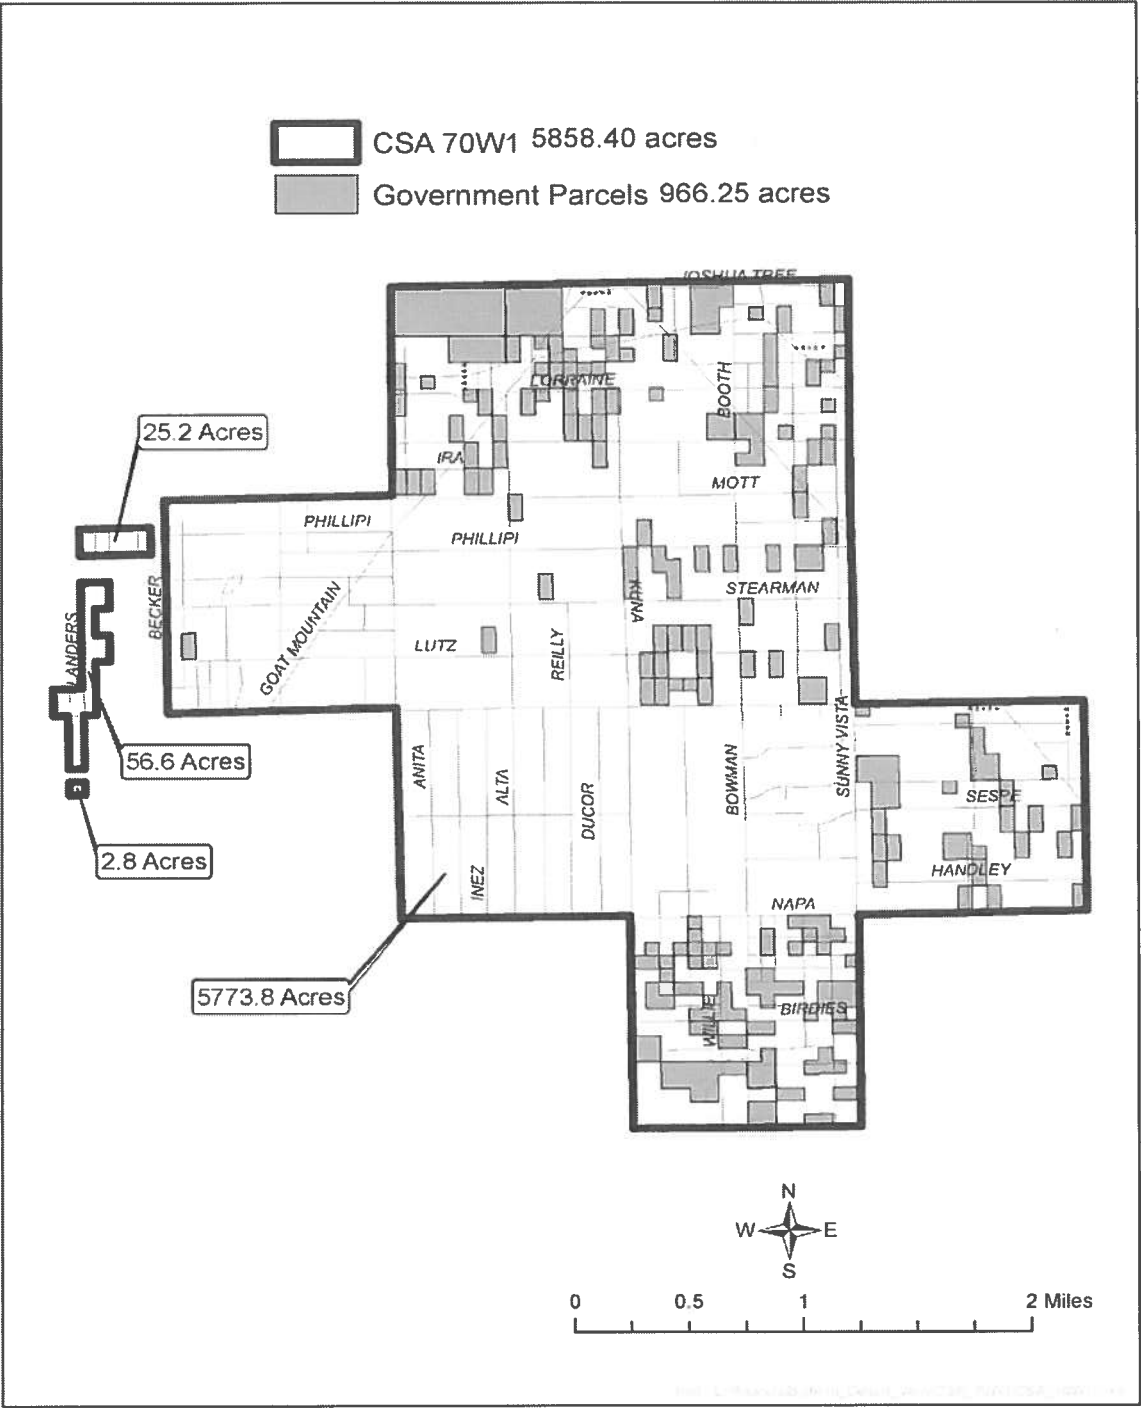 CSA 70W1 5858.40 acres
Government Parcels 966.25 acres
JOSHUA TREE
LORRAINE
BOOTH
25.2 Acres
IRA
MOTT
PHILLIPI
PHILLIPI
BECKER
STEARMAN
KUNA
GOAT MOUNTAIN
LANDERS
LUTZ
REILLY
56.6 Acres
ANITA
ALTA
DUCOR
BOWMAN
SUNNY VISTA
SESPE
2.8 Acres
INEZ
HANDLEY
NAPA
5773.8 Acres
WILLIE
BIRDIES
N
W E
S
0 0.5 1 2 Miles